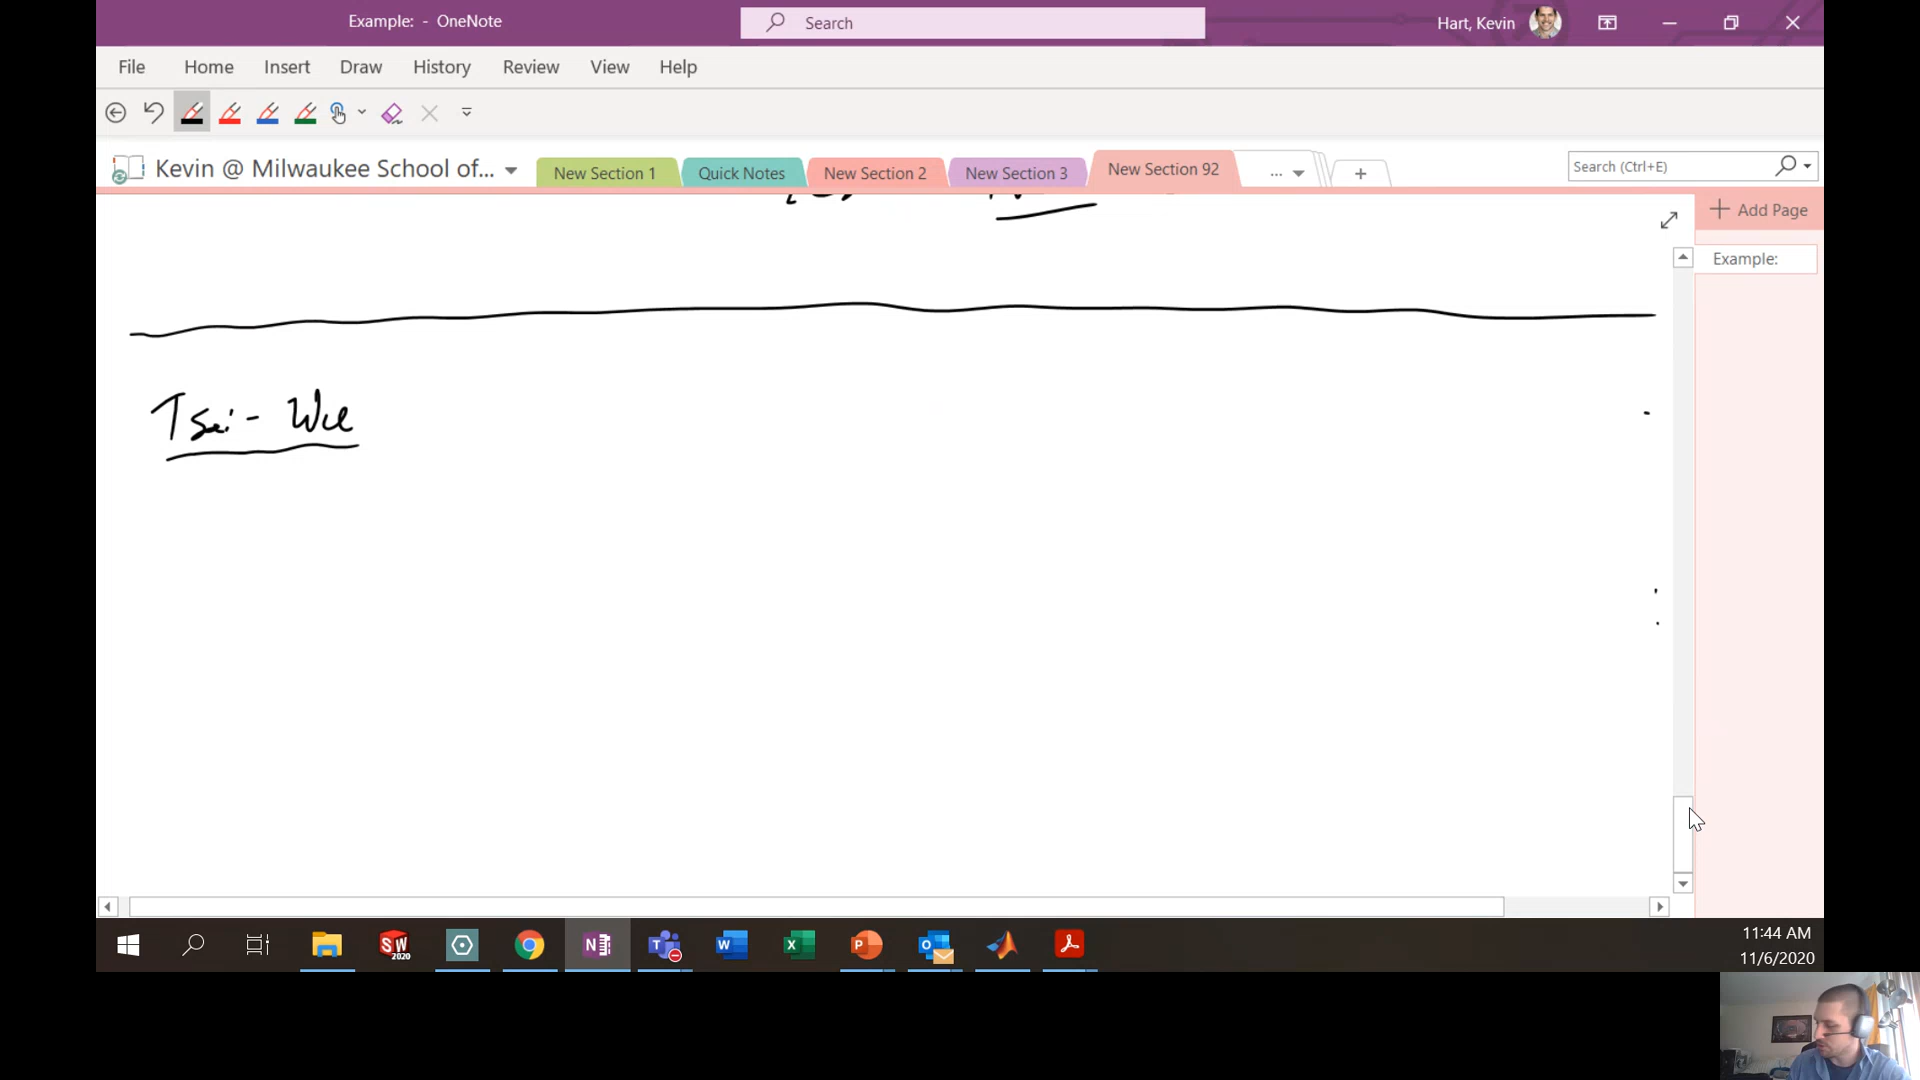 Example: - OneNote
Search
Hart, Kevin
File Home Insert Draw History Review View Help
Kevin @ Milwaukee School of...
New Section 1
Quick Notes
New Section 2
New Section 3
New Section 92
...
Search (Ctrl+E)
Add Page
Example:
Tsai - Wu
SW
2020
N
T
W
X
P
O
11:44 AM
11/6/2020